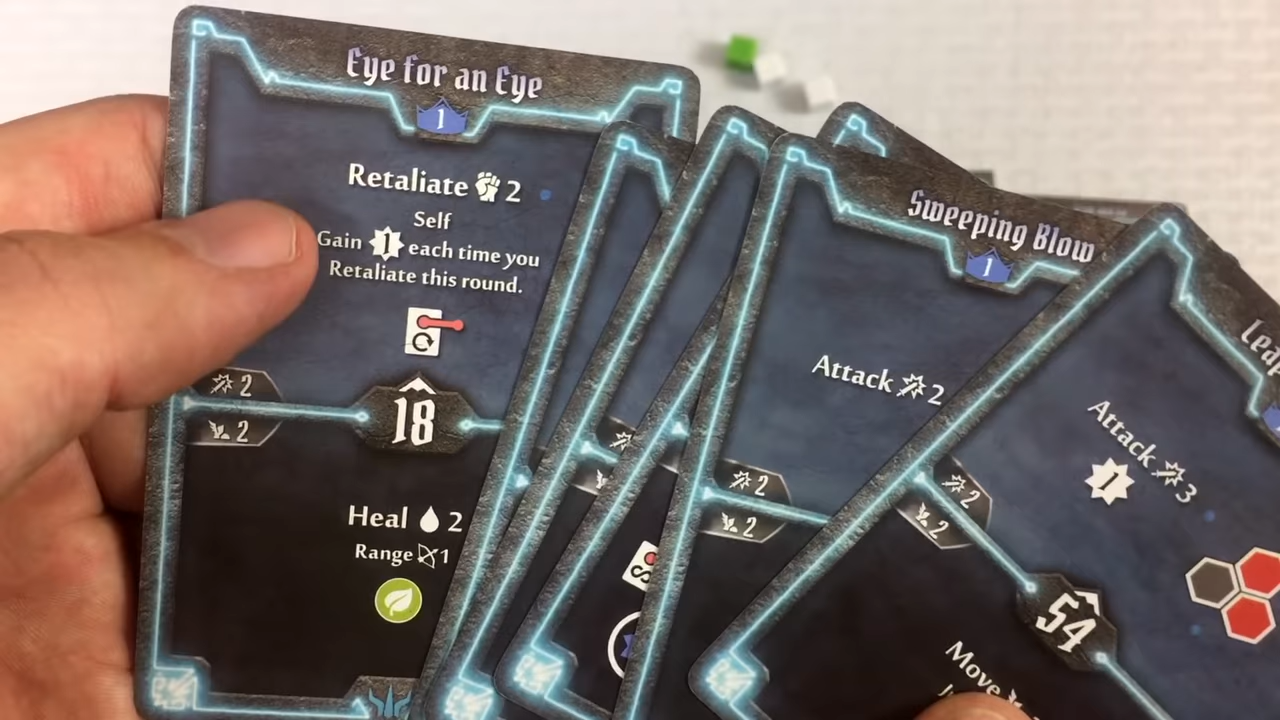 Eye for an Eye
1
Retaliate 2
Self
Gain 1 each time you
Retaliate this round.
2
18
2
Heal 2
Range 1
Sweeping Blow
1
Attack 2
2
2
Attack 3
1
2
2
54
Move